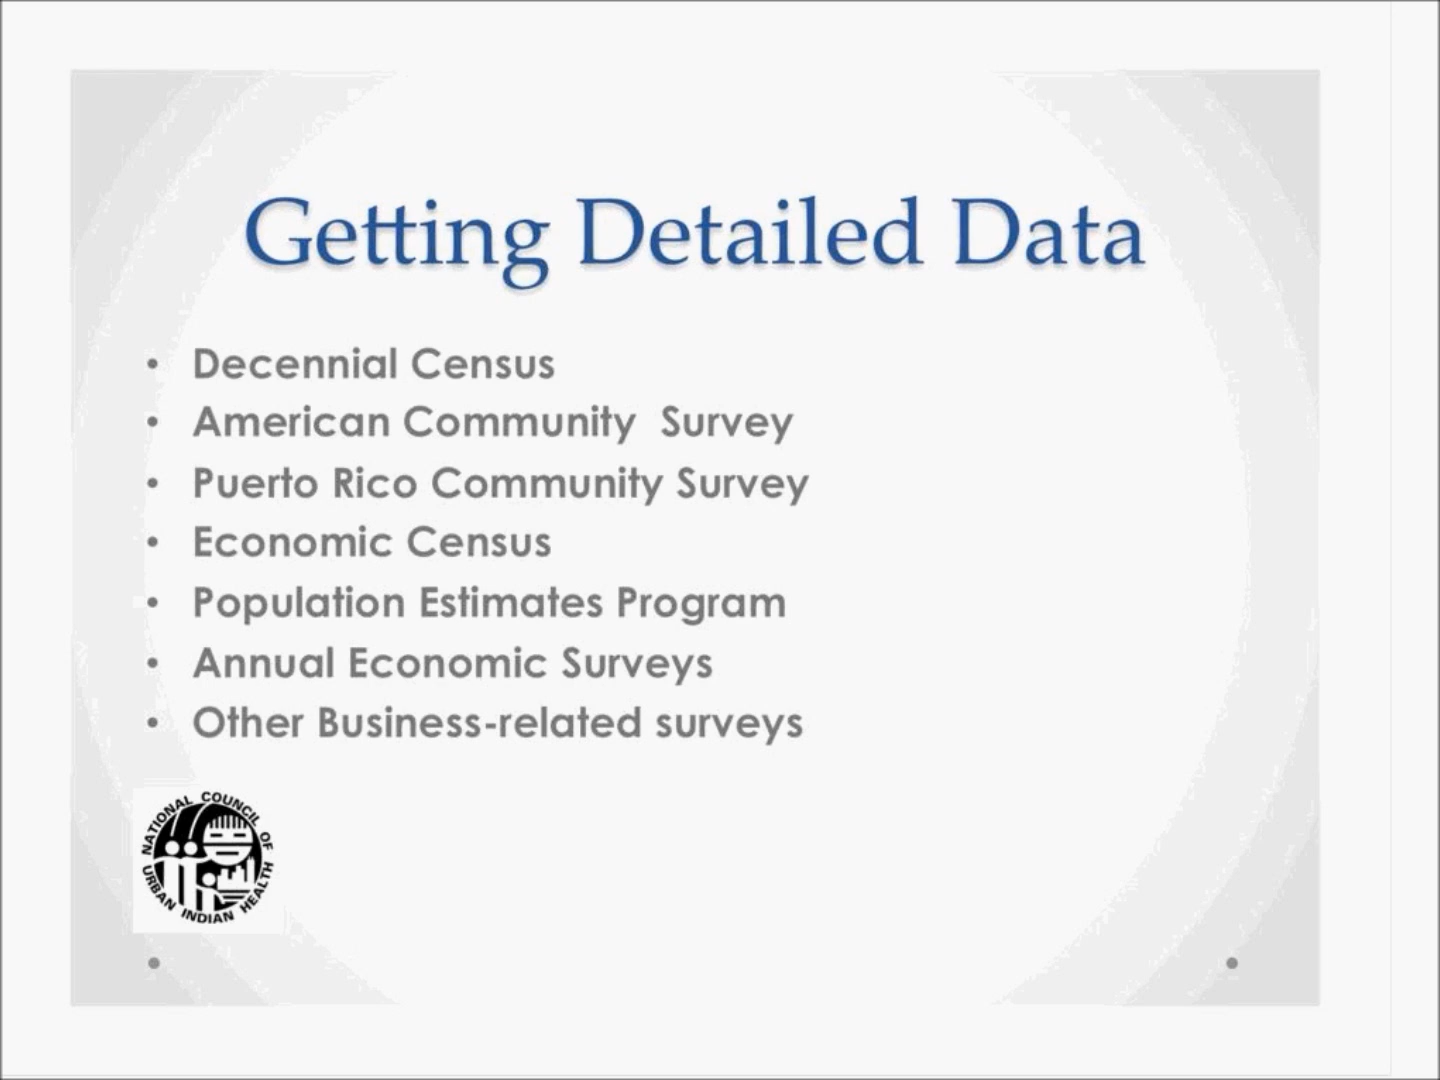 Getting Detailed Data
• Decennial Census
• American Community  Survey
• Puerto Rico Community Survey
• Economic Census
• Population Estimates Program
• Annual Economic Surveys
• Other Business-related surveys
NATIONAL COUNCIL OF
URBAN INDIAN HEALTH